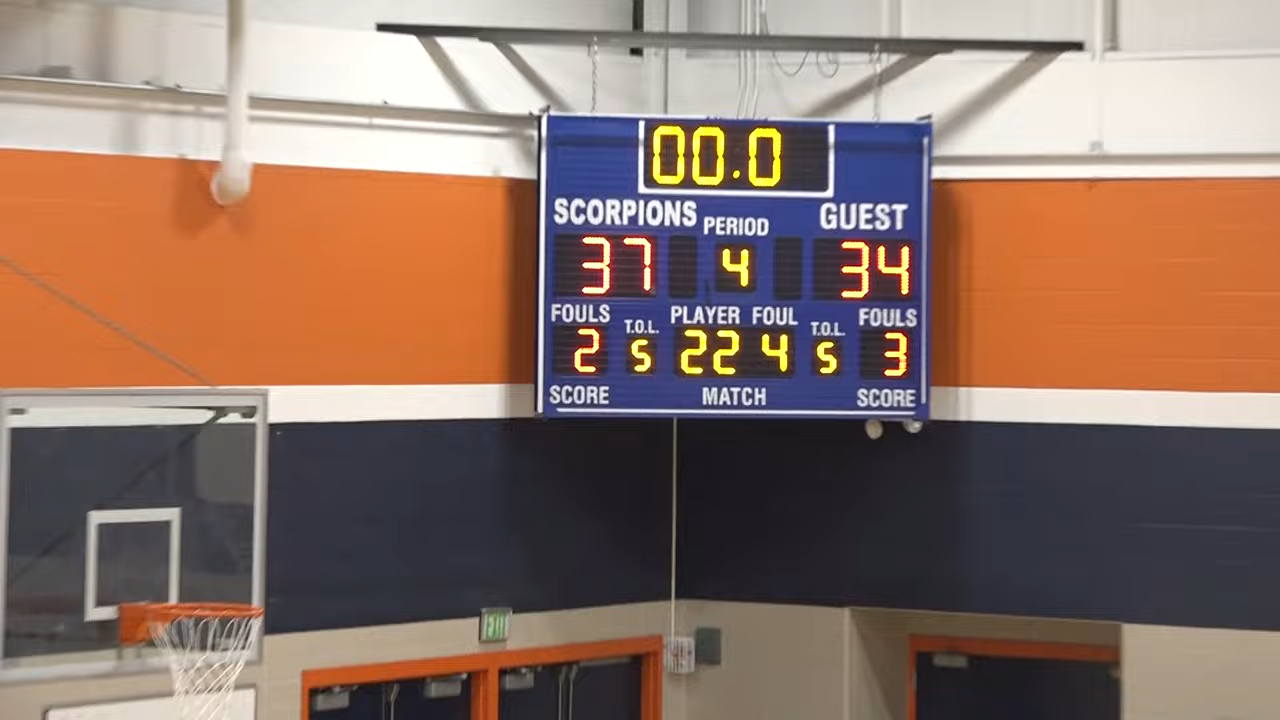 00.0
SCORPIONS PERIOD GUEST
37 4 34
FOULS T.O.L. PLAYER FOUL T.O.L. FOULS
2 5 22 4 5 3
SCORE MATCH SCORE
EXIT